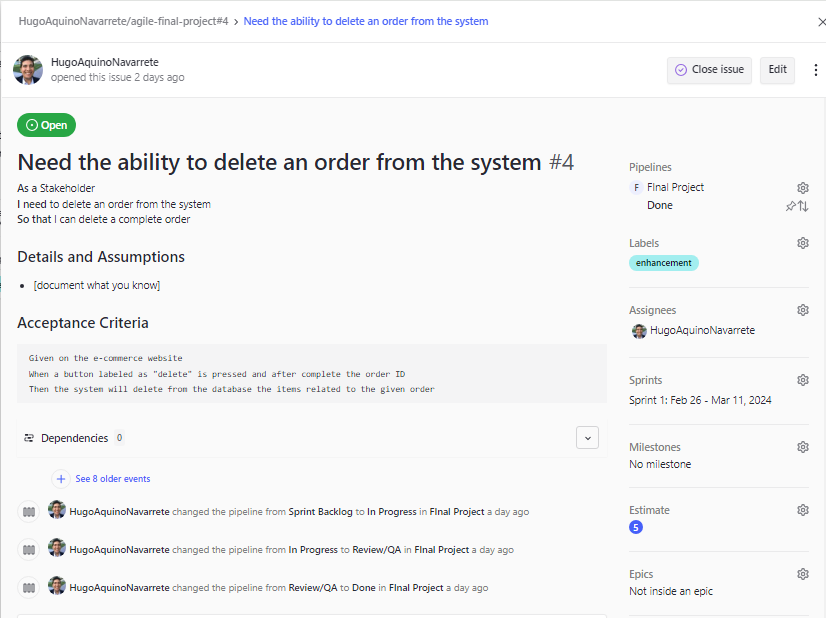 HugoAquinoNavarrete/agile-final-project#4 › Need the ability to delete an order from the system
HugoAquinoNavarrete
opened this issue 2 days ago
Close issue
Edit
Open
Need the ability to delete an order from the system #4
As a Stakeholder
I need to delete an order from the system
So that I can delete a complete order
Details and Assumptions
• [document what you know]
Acceptance Criteria
Given on the e-commerce website
When a button labeled as "delete" is pressed and after complete the order ID
Then the system will delete from the database the items related to the given order
Dependencies 0
See 8 older events
HugoAquinoNavarrete changed the pipeline from Sprint Backlog to In Progress in FInal Project a day ago
HugoAquinoNavarrete changed the pipeline from In Progress to Review/QA in FInal Project a day ago
HugoAquinoNavarrete changed the pipeline from Review/QA to Done in FInal Project a day ago
Pipelines
F FInal Project
Done
Labels
enhancement
Assignees
HugoAquinoNavarrete
Sprints
Sprint 1: Feb 26 - Mar 11, 2024
Milestones
No milestone
Estimate
5
Epics
Not inside an epic